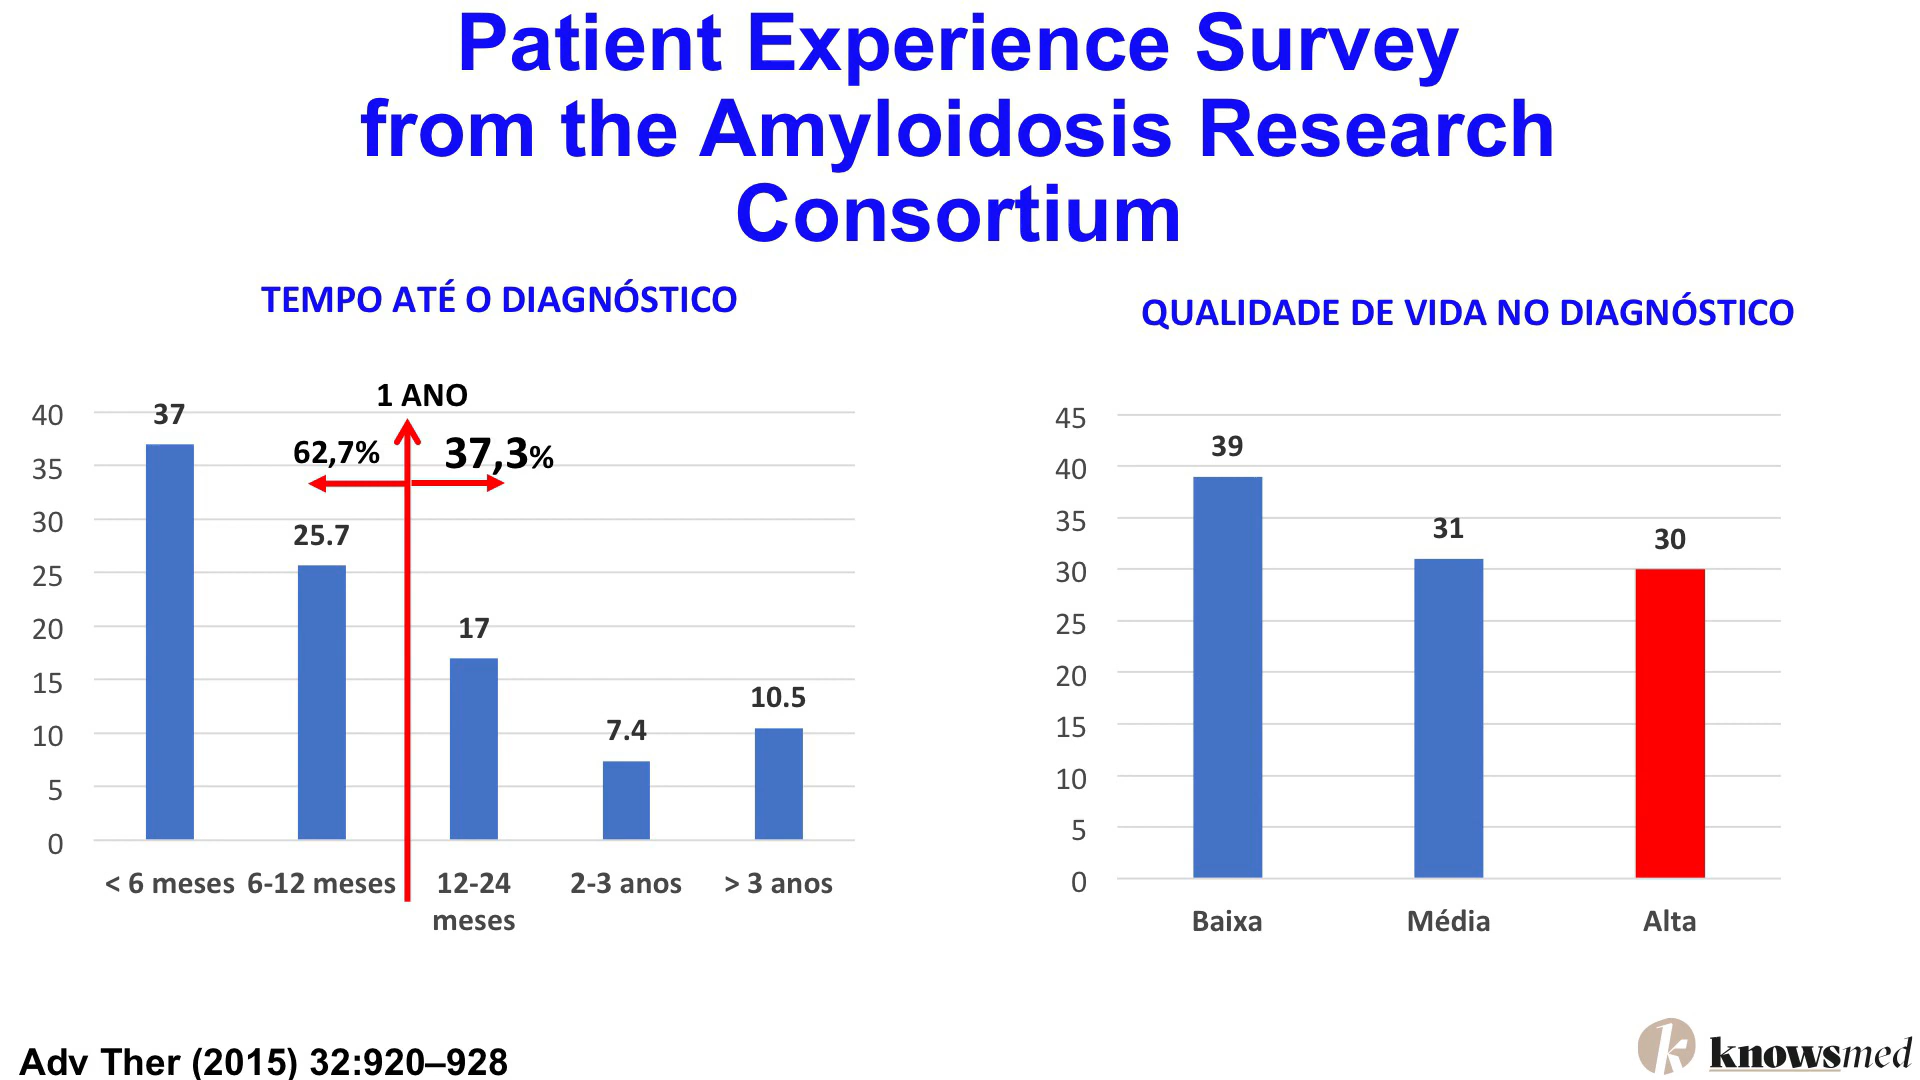 Patient Experience Survey
from the Amyloidosis Research
Consortium
TEMPO ATÉ O DIAGNÓSTICO
1 ANO
62,7%
37,3%
40
35
30
25
20
15
10
5
0
37
25.7
17
7.4
10.5
< 6 meses
6-12 meses
12-24
meses
2-3 anos
> 3 anos
QUALIDADE DE VIDA NO DIAGNÓSTICO
45
40
35
30
25
20
15
10
5
0
39
31
30
Baixa
Média
Alta
Adv Ther (2015) 32:920–928
k knowsmed